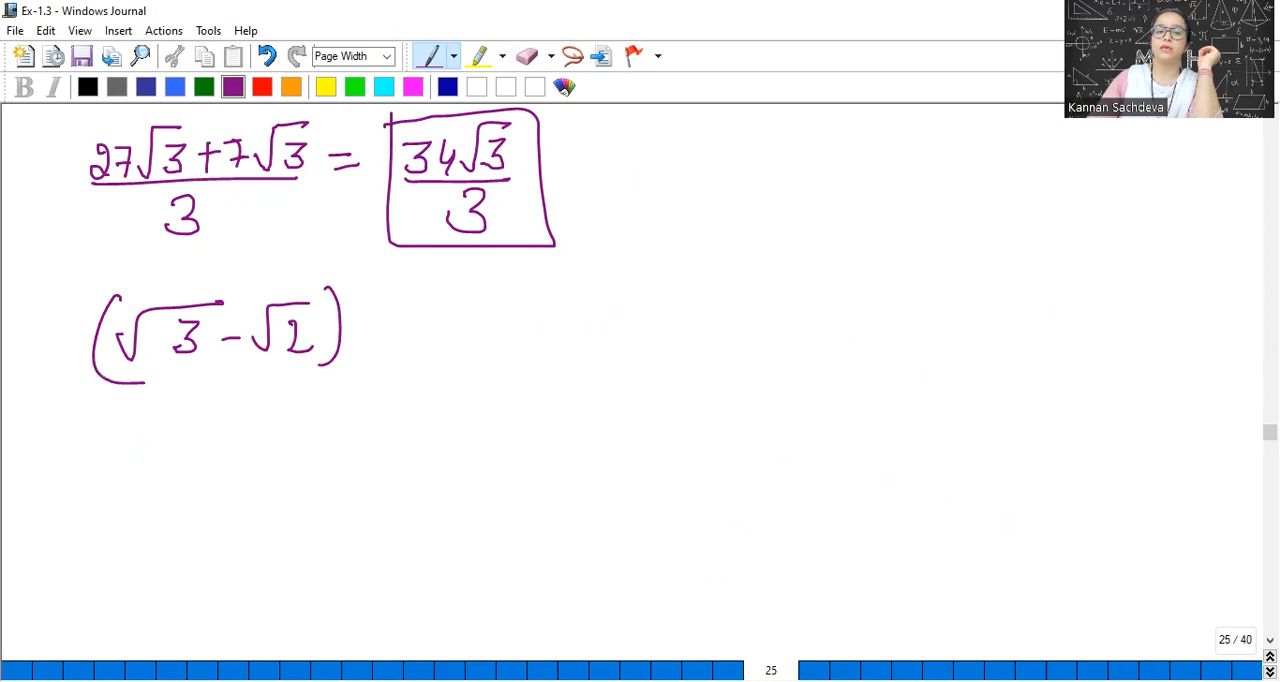 Ex-1.3 - Windows Journal
File Edit View Insert Actions Tools Help
Page Width
B I
Kannan Sachdeva
27√3+7√3 / 3 = 34√3 / 3
(√3-√2)
25 / 40
25